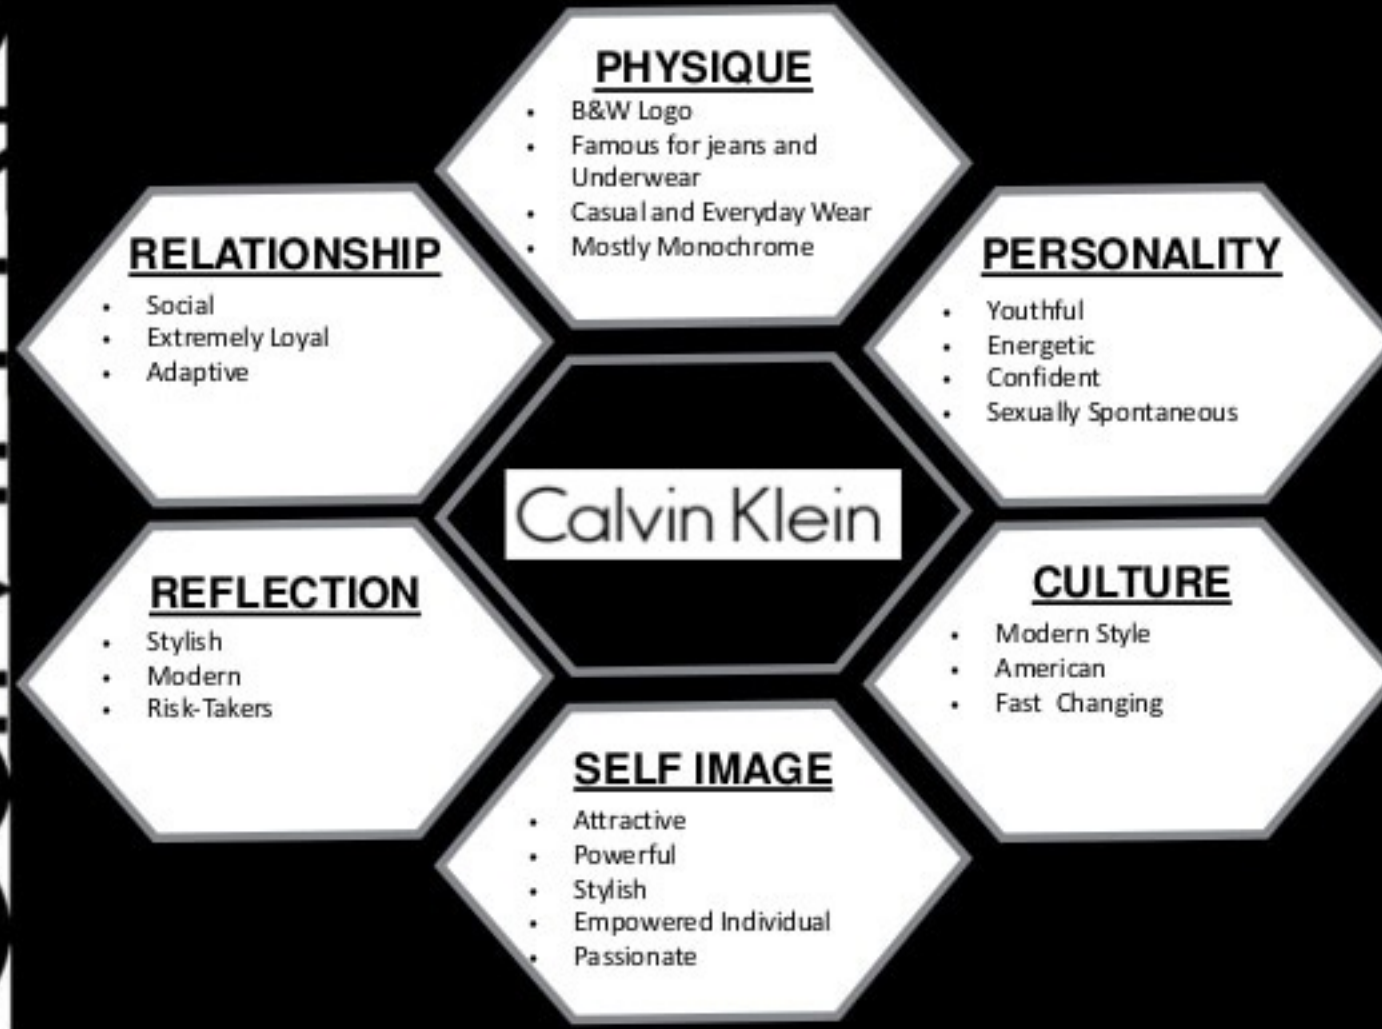 PHYSIQUE
• B&W Logo
• Famous for jeans and
Underwear
• Casual and Everyday Wear
• Mostly Monochrome
RELATIONSHIP
• Social
• Extremely Loyal
• Adaptive
PERSONALITY
• Youthful
• Energetic
• Confident
• Sexually Spontaneous
Calvin Klein
REFLECTION
• Stylish
• Modern
• Risk-Takers
CULTURE
• Modern Style
• American
• Fast Changing
SELF IMAGE
• Attractive
• Powerful
• Stylish
• Empowered Individual
• Passionate